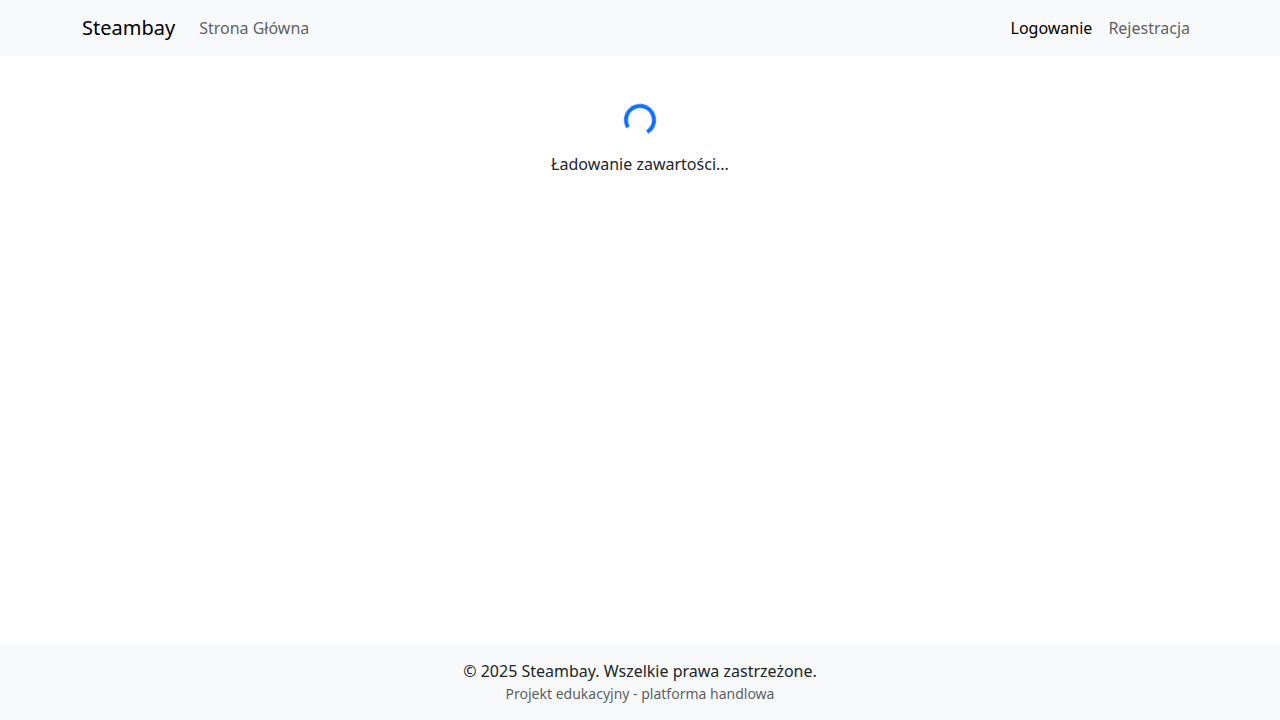 Steambay
Strona Główna
Logowanie
Rejestracja
Ładowanie zawartości...
© 2025 Steambay. Wszelkie prawa zastrzeżone.
Projekt edukacyjny - platforma handlowa